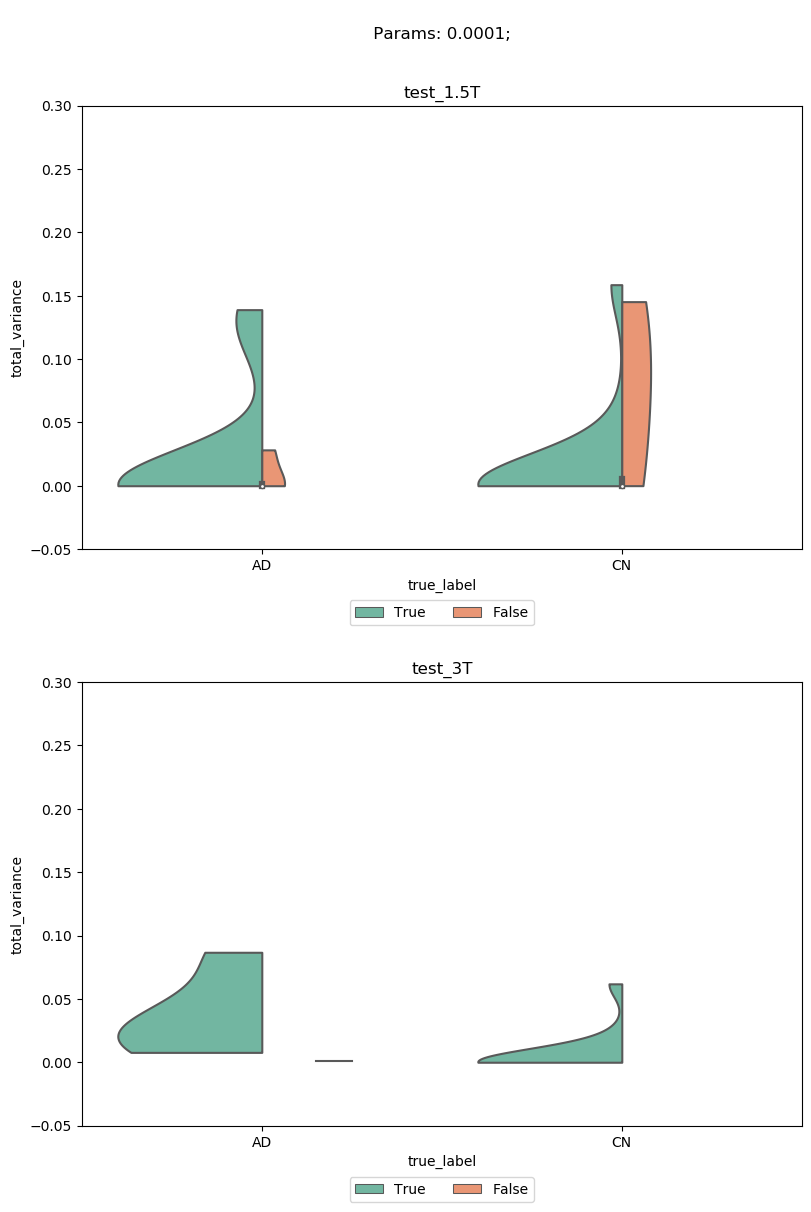 Params: 0.0001;
test_1.5T
0.30
0.25
0.20
0.15
0.10
0.05
0.00
−0.05
total_variance
AD CN
true_label
True False
test_3T
0.30
0.25
0.20
0.15
0.10
0.05
0.00
−0.05
total_variance
AD CN
true_label
True False